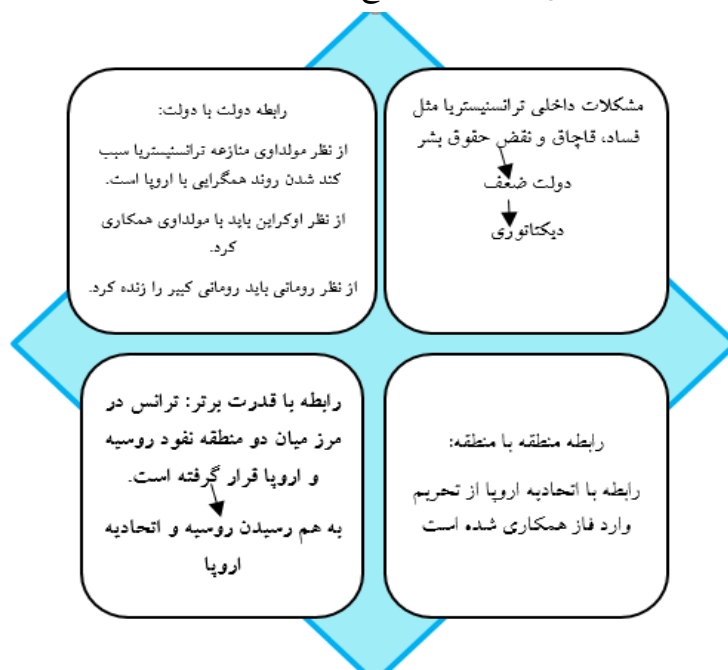 مشکلات داخلی ترانسنیستریا مثل
فساد، قاچاق و نقض حقوق بشر
دولت ضعف
دیکتاتوری
رابطه دولت با دولت:
از نظر مولداوی منازعه ترانسنیستریا سبب
کند شدن روند همگرایی با اروپا است.
از نظر اوکراین باید با مولداوی همکاری
کرد.
از نظر رومانی باید رومانی کبیر را زنده کرد.
رابطه منطقه با منطقه:
رابطه با اتحادیه اروپا از تحریم
وارد فاز همکاری شده است
رابطه با قدرت برتر: ترانس در
مرز میان دو منطقه نفود روسیه
و اروپا قرار گرفته است.
به هم رسیدن روسیه و اتحادیه
اروپا